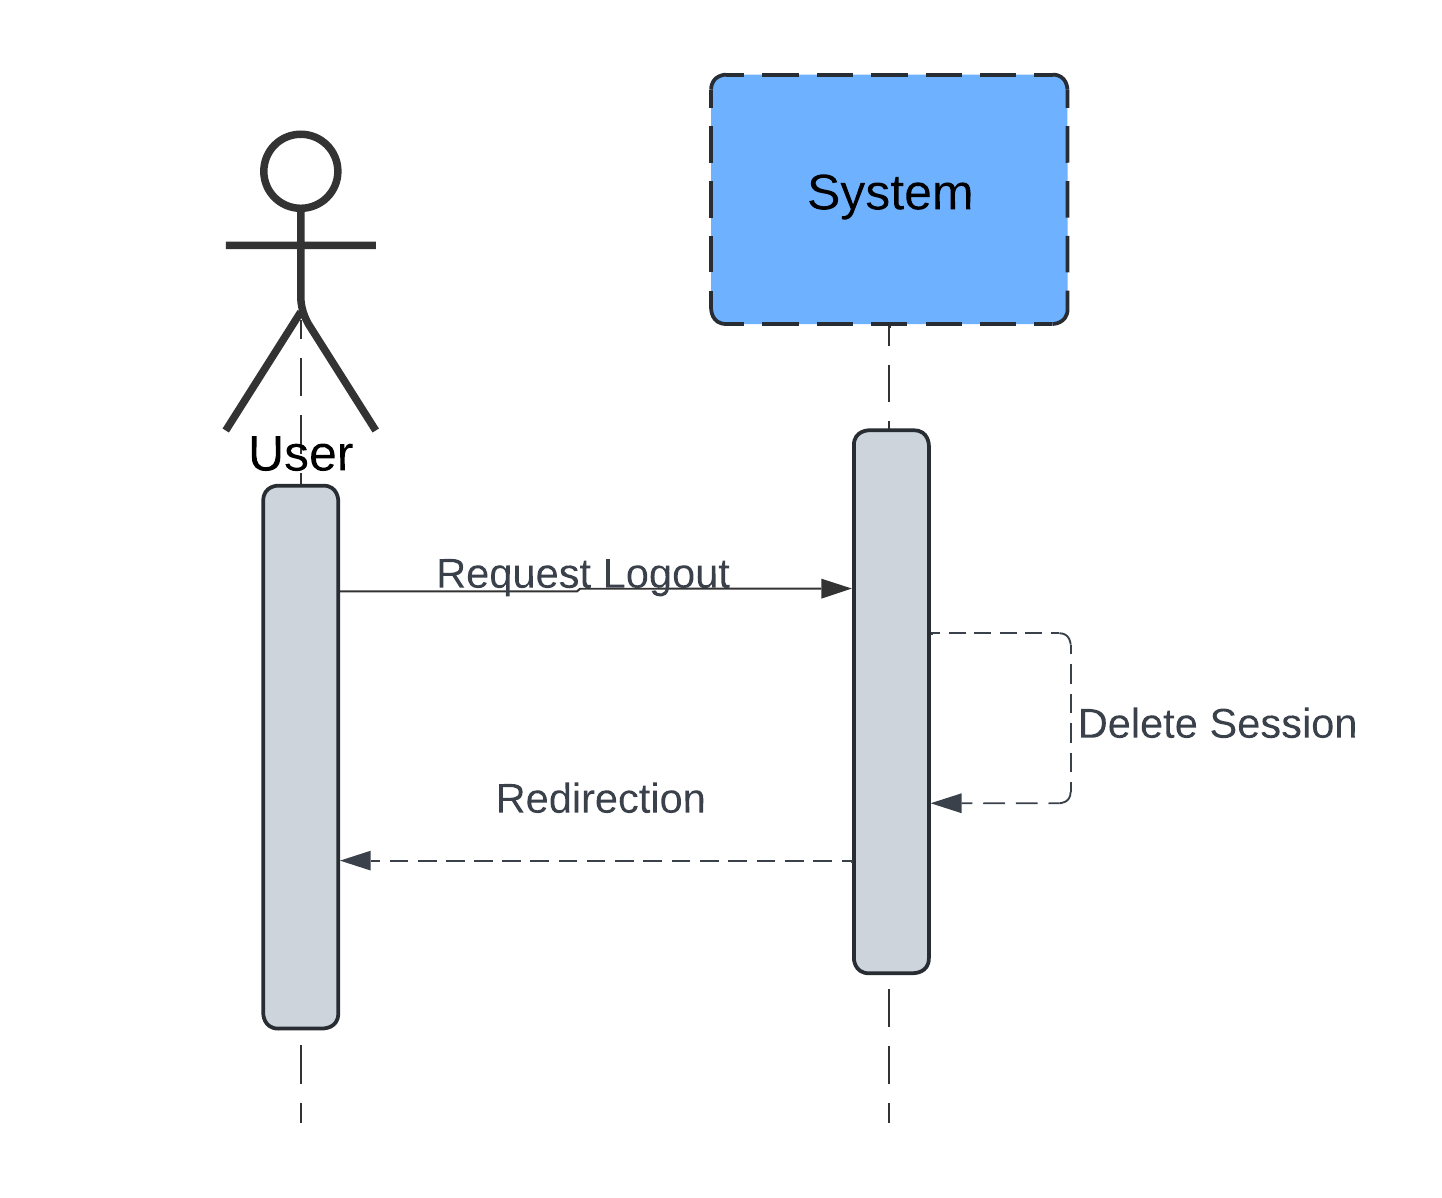 System
User
Request Logout
Delete Session
Redirection